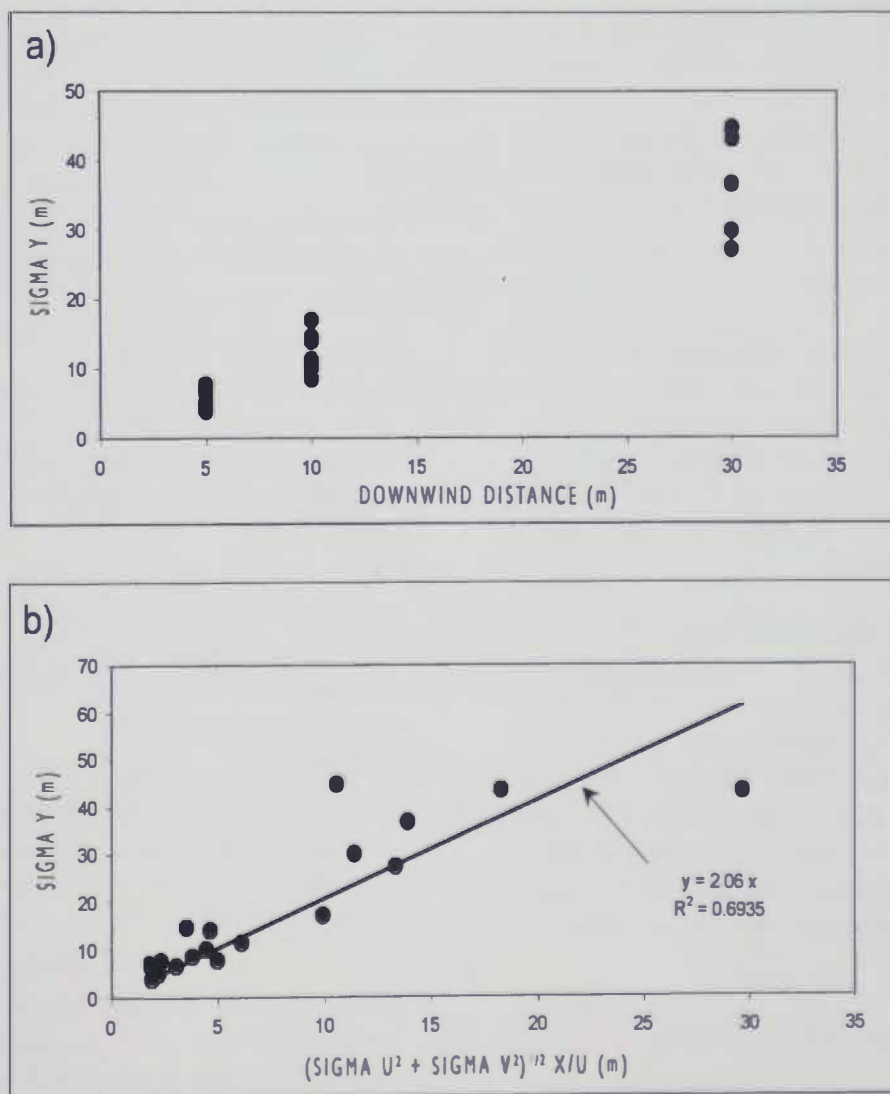 a)
50
40
30
20
10
0
SIGMA Y (m)
0 5 10 15 20 25 30 35
DOWNWIND DISTANCE (m)
b)
70
60
50
40
30
20
10
0
SIGMA Y (m)
y = 2 06 x
R² = 0.6935
0 5 10 15 20 25 30 35
(SIGMA U² + SIGMA V²) ^1/2 X/U (m)